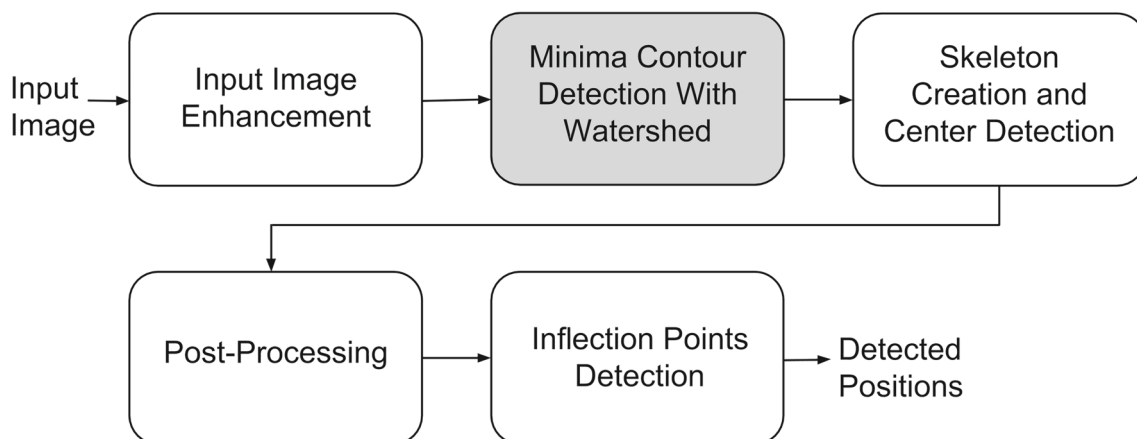 Input
Image
Input Image
Enhancement
Minima Contour
Detection With
Watershed
Skeleton
Creation and
Center Detection
Post-Processing
Inflection Points
Detection
Detected
Positions